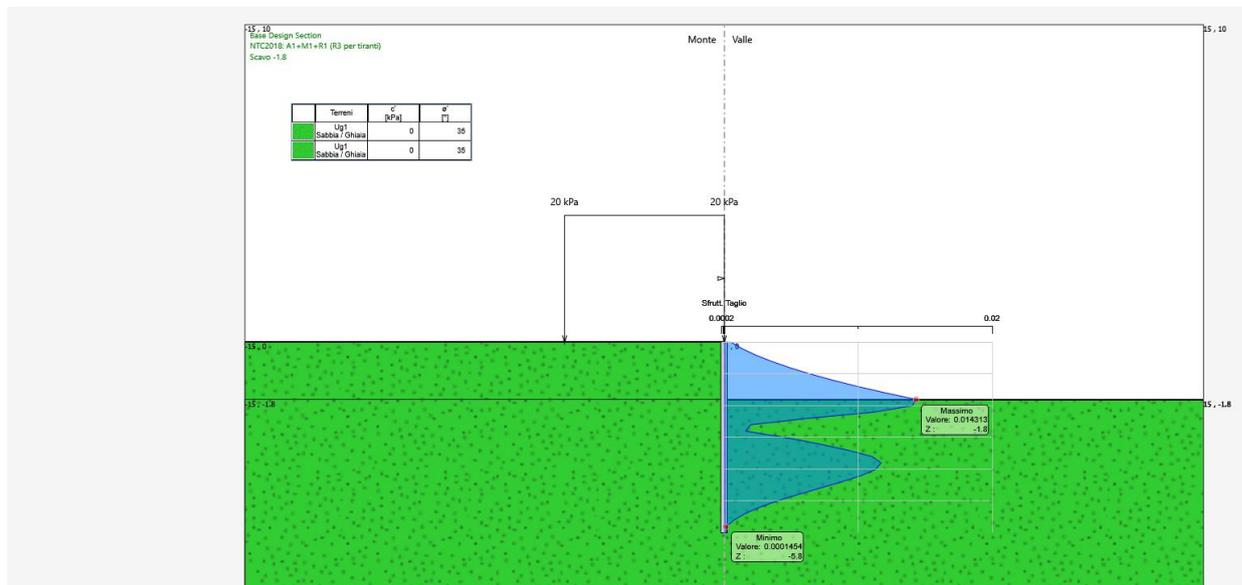 -15, 10
15, 10
Base Design Section
NTC2018: A1+M1+R1 (R3 per tiranti)
Scavo -1.8
Monte
Valle
Terreni c' [kPa] ø' [°]
Ug1
Sabbia / Ghiaia 0 35
Ug1
Sabbia / Ghiaia 0 35
20 kPa
20 kPa
Sfrutt. Taglio
0.0002
0.02
-15, 0
, 0
-15, -1.8
15, -1.8
Massimo
Valore: 0.014313
Z : -1.8
Minimo
Valore: 0.0001454
Z : -5.8